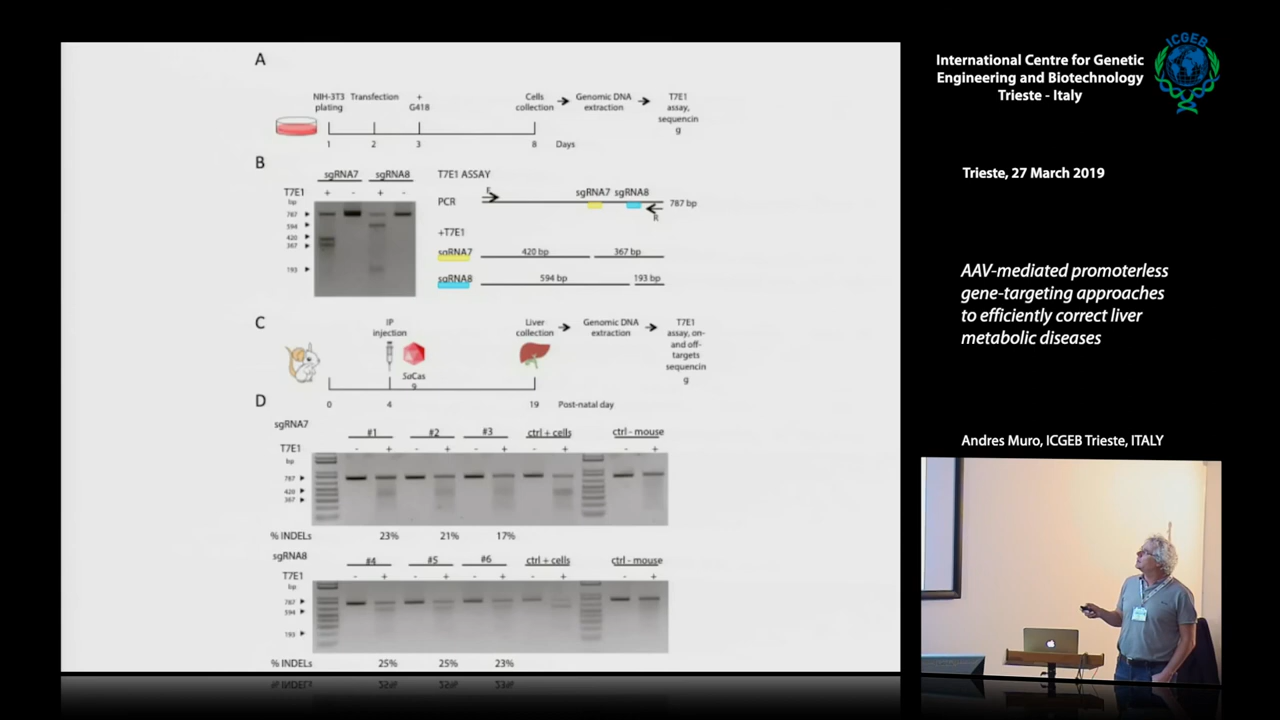 A
NIH-3T3 plating
Transfection
+ G418
Cells collection
Genomic DNA extraction
T7E1 assay, sequencin g
1 2 3 8 Days
B
sgRNA7 sgRNA8
T7E1 + - + -
bp
787
594
420
367
193
T7E1 ASSAY
PCR
F
sgRNA7 sgRNA8
R
787 bp
+T7E1
sgRNA7 420 bp 367 bp
sgRNA8 594 bp 193 bp
C
IP injection
SaCas 9
Liver collection
Genomic DNA extraction
T7E1 assay, on- and off- targets sequencin g
0 4 19 Post-natal day
D
sgRNA7
#1 #2 #3 ctrl + cells ctrl - mouse
T7E1 - + - + - + - + - +
bp
787
420
367
% INDELs 23% 21% 17%
sgRNA8
#4 #5 #6 ctrl + cells ctrl - mouse
T7E1 - + - + - + - + - +
bp
787
594
193
% INDELs 25% 25% 23%
International Centre for Genetic
Engineering and Biotechnology
Trieste - Italy
ICGEB
Trieste, 27 March 2019
AAV-mediated promoterless
gene-targeting approaches
to efficiently correct liver
metabolic diseases
Andres Muro, ICGEB Trieste, ITALY